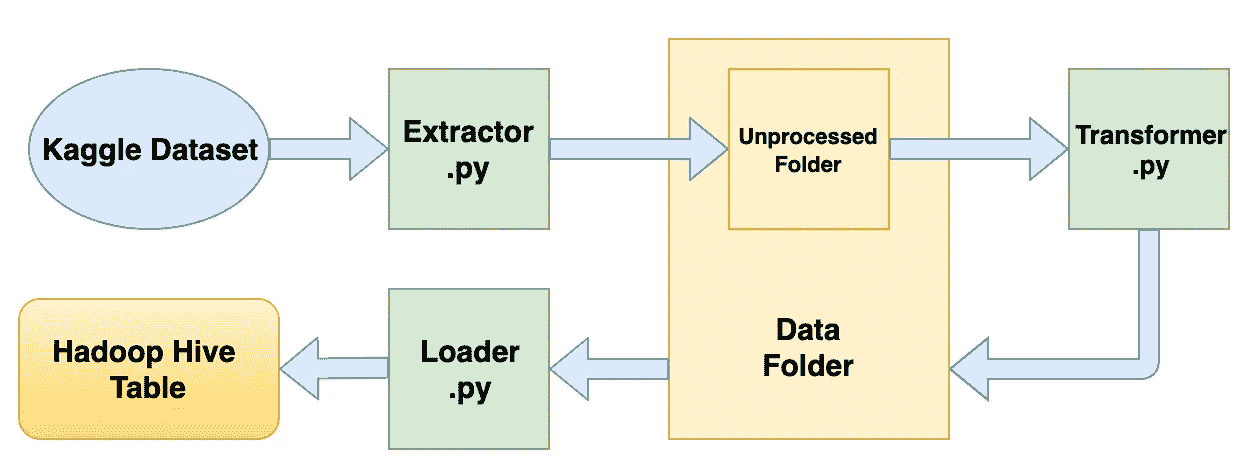 Kaggle Dataset
Extractor
.py
Unprocessed
Folder
Transformer
.py
Hadoop Hive
Table
Loader
.py
Data
Folder